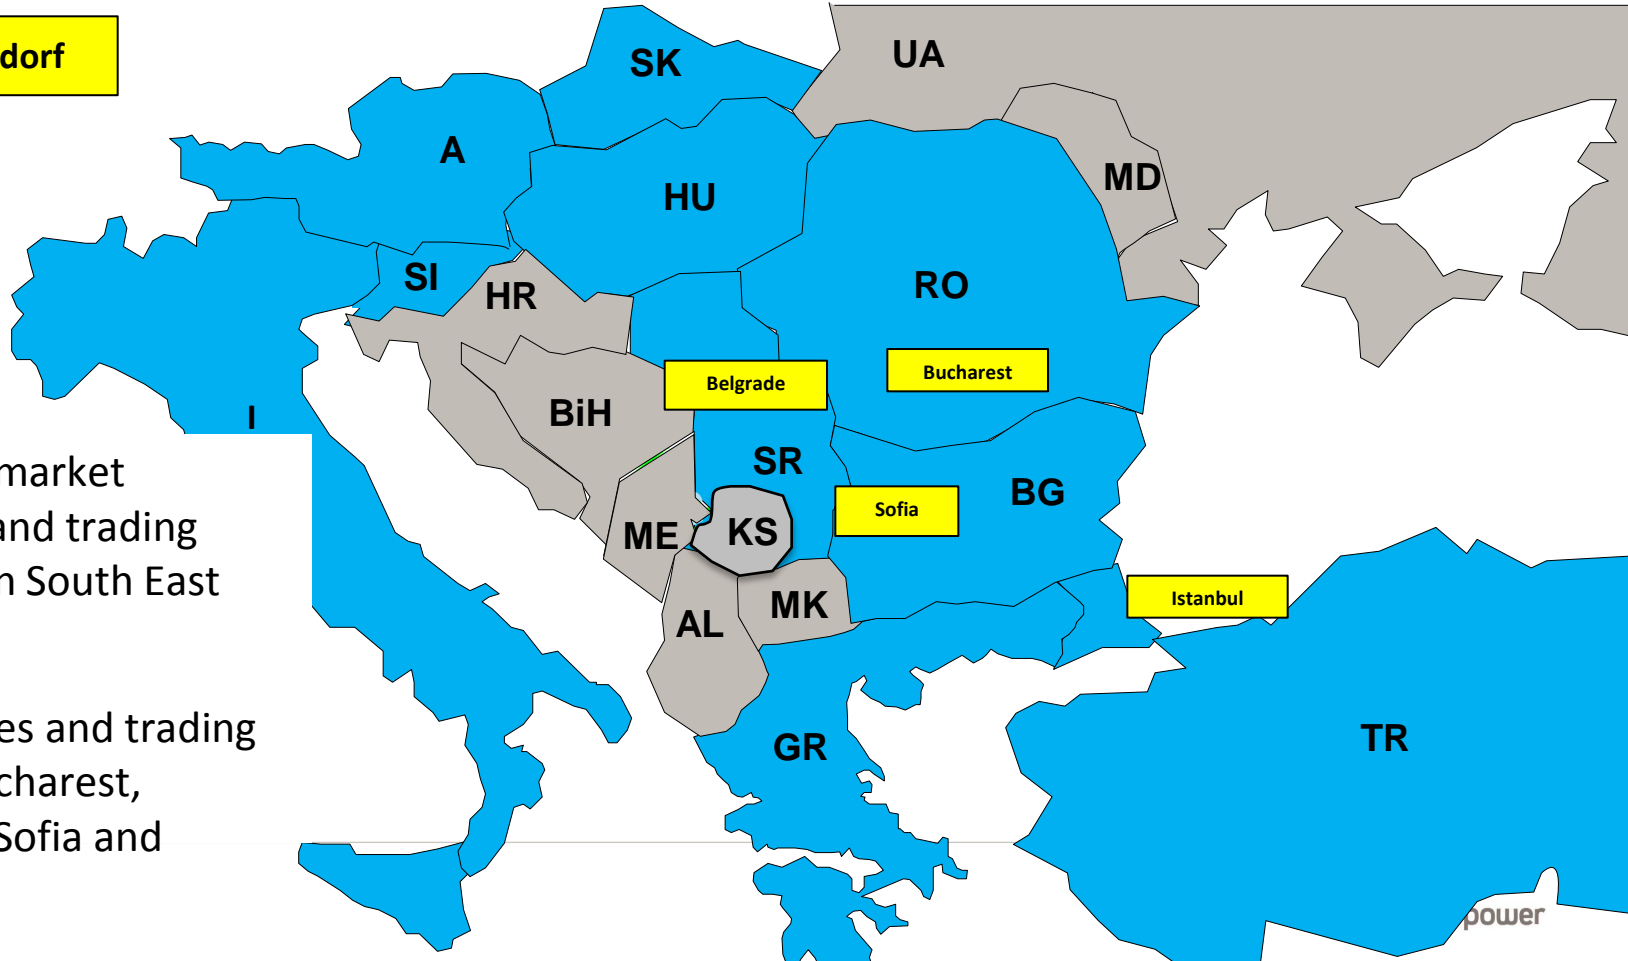 dorf
SK
UA
A
HU
MD
SI
HR
RO
Belgrade
Bucharest
BiH
I
SR
BG
market
and trading
n South East
Sofia
ME
KS
AL
MK
Istanbul
es and trading
charest,
Sofia and
GR
TR
power